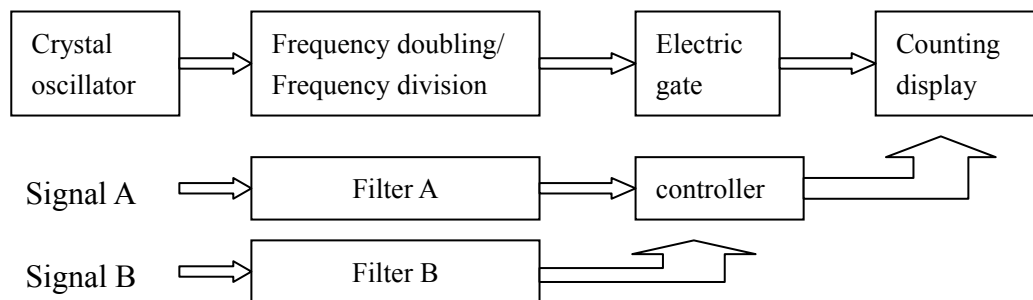 Crystal
oscillator
Frequency doubling/
Frequency division
Electric
gate
Counting
display
Signal A
Filter A
controller
Signal B
Filter B